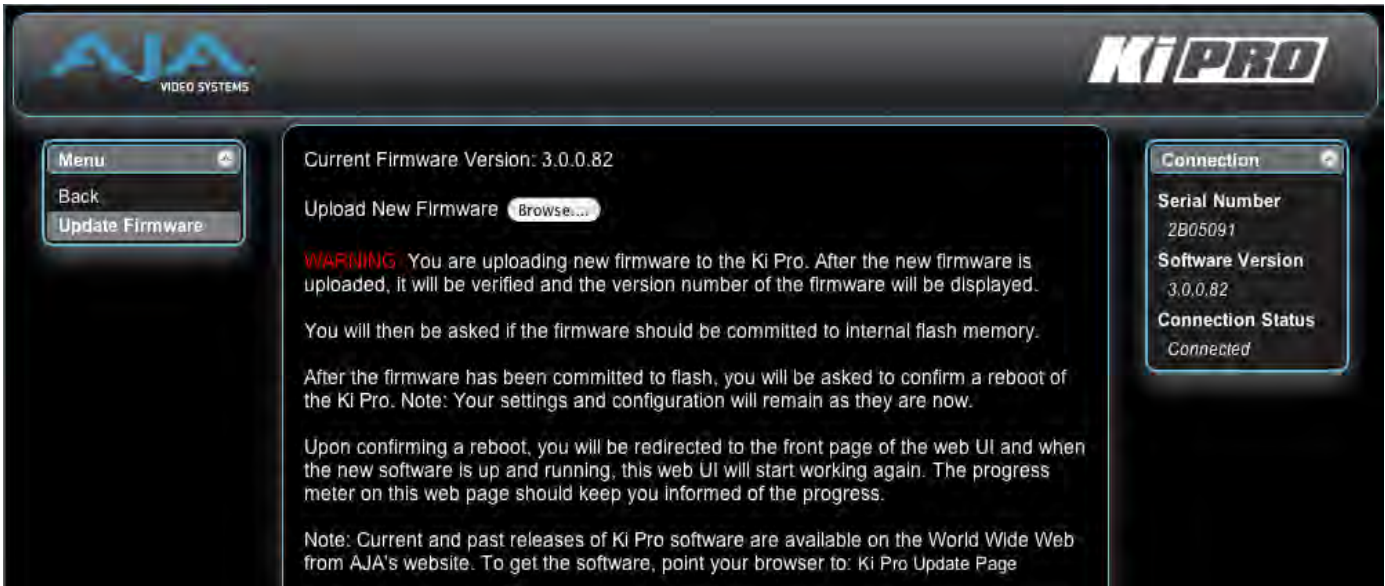 AJA
VIDEO SYSTEMS
Ki PRO
Menu
Back
Update Firmware
Current Firmware Version: 3.0.0.82
Upload New Firmware Browse....
WARNING: You are uploading new firmware to the Ki Pro. After the new firmware is
uploaded, it will be verified and the version number of the firmware will be displayed.
You will then be asked if the firmware should be committed to internal flash memory.
After the firmware has been committed to flash, you will be asked to confirm a reboot of
the Ki Pro. Note: Your settings and configuration will remain as they are now.
Upon confirming a reboot, you will be redirected to the front page of the web UI and when
the new software is up and running, this web UI will start working again. The progress
meter on this web page should keep you informed of the progress.
Note: Current and past releases of Ki Pro software are available on the World Wide Web
from AJA's website. To get the software, point your browser to: Ki Pro Update Page
Connection
Serial Number
2B05091
Software Version
3.0.0.82
Connection Status
Connected